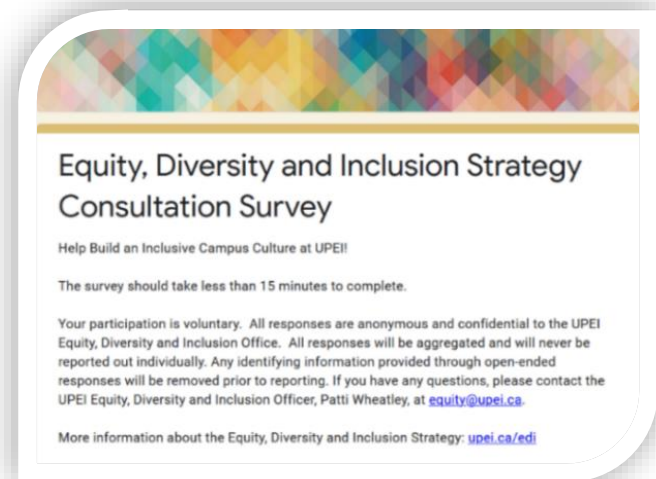 Equity, Diversity and Inclusion Strategy
Consultation Survey
Help Build an Inclusive Campus Culture at UPEI!
The survey should take less than 15 minutes to complete.
Your participation is voluntary.  All responses are anonymous and confidential to the UPEI
Equity, Diversity and Inclusion Office.  All responses will be aggregated and will never be
reported out individually. Any identifying information provided through open-ended
responses will be removed prior to reporting. If you have any questions, please contact the
UPEI Equity, Diversity and Inclusion Officer, Patti Wheatley, at equity@upei.ca.
More information about the Equity, Diversity and Inclusion Strategy: upei.ca/edi